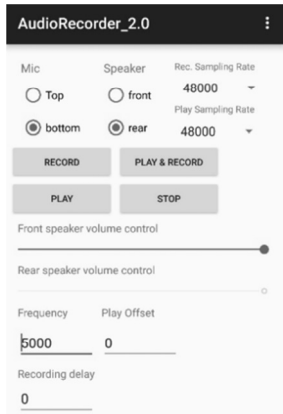 AudioRecorder_2.0
Mic Speaker Rec. Sampling Rate
Top front 48000
Play Sampling Rate
bottom rear 48000
RECORD PLAY & RECORD
PLAY STOP
Front speaker volume control
Rear speaker volume control
Frequency Play Offset
5000 0
Recording delay
0